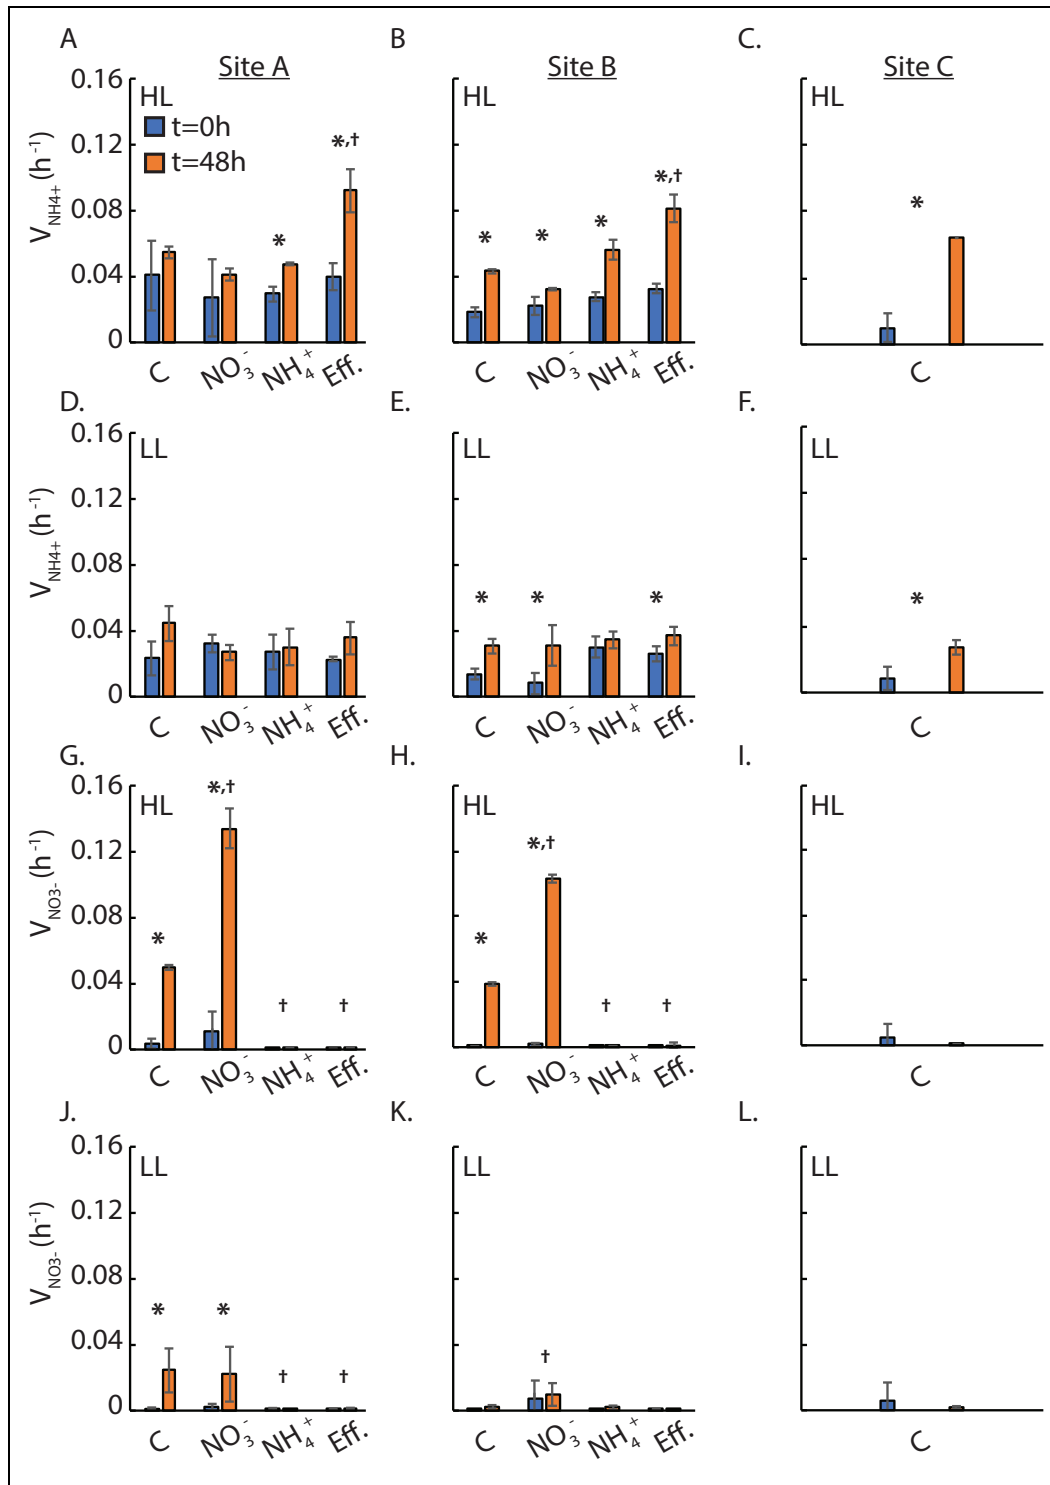 A B C.
Site A Site B Site C
0.16 HL HL HL
t=0h
t=48h
0.12
*,† *,†
0.08
* * * * *
0.04
0
V_NH4+ (h⁻¹)
C NO₃⁻ NH₄⁺ Eff. C NO₃⁻ NH₄⁺ Eff. C
D. E. F.
0.16 LL LL LL
0.12
0.08
* * * *
0.04
0
V_NH4+ (h⁻¹)
C NO₃⁻ NH₄⁺ Eff. C NO₃⁻ NH₄⁺ Eff. C
G. H. I.
0.16 *,†
HL HL HL
0.12 *,†
0.08
* *
0.04
† † † †
0
V_NO3- (h⁻¹)
C NO₃⁻ NH₄⁺ Eff. C NO₃⁻ NH₄⁺ Eff. C
J. K. L.
0.16 LL LL LL
0.12
0.08
* *
0.04
† † †
0
V_NO3- (h⁻¹)
C NO₃⁻ NH₄⁺ Eff. C NO₃⁻ NH₄⁺ Eff. C